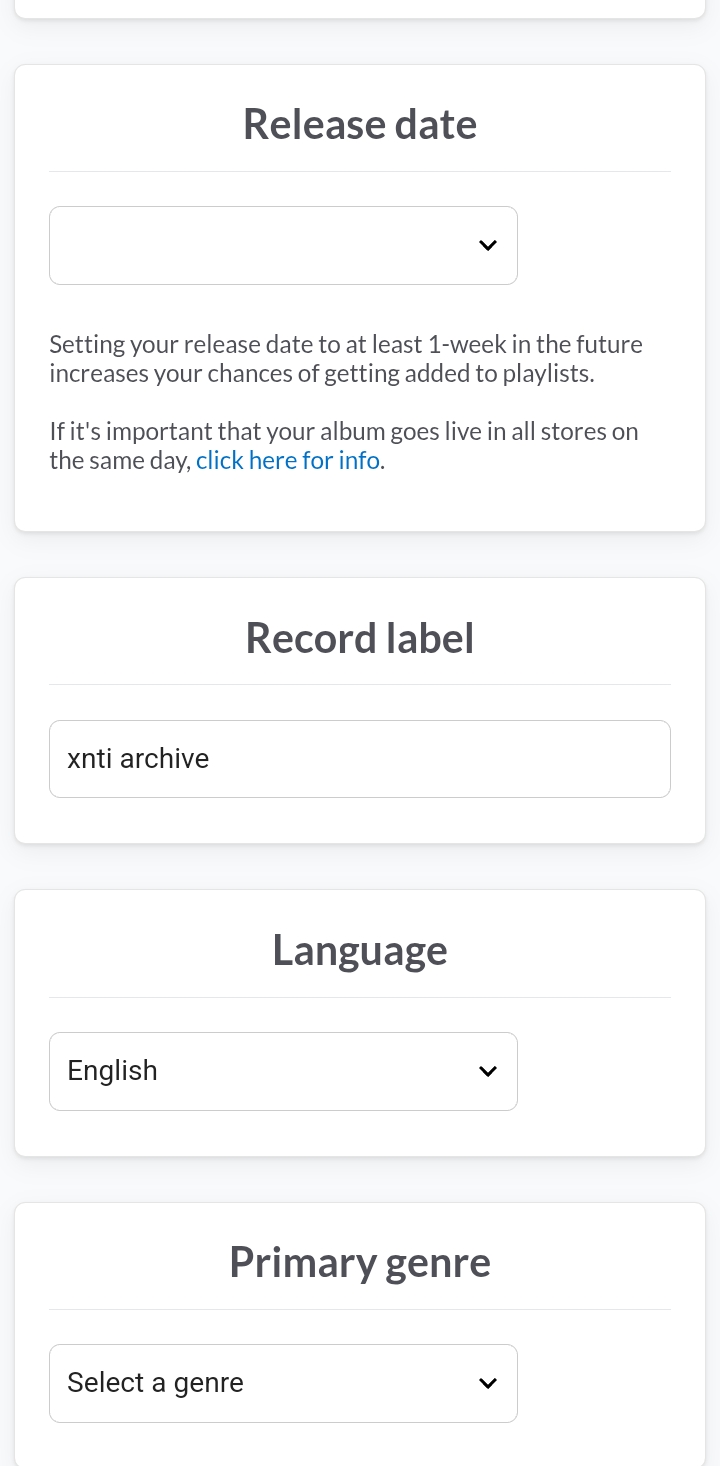 Release date
Setting your release date to at least 1-week in the future
increases your chances of getting added to playlists.
If it's important that your album goes live in all stores on
the same day, click here for info.
Record label
xnti archive
Language
English
Primary genre
Select a genre